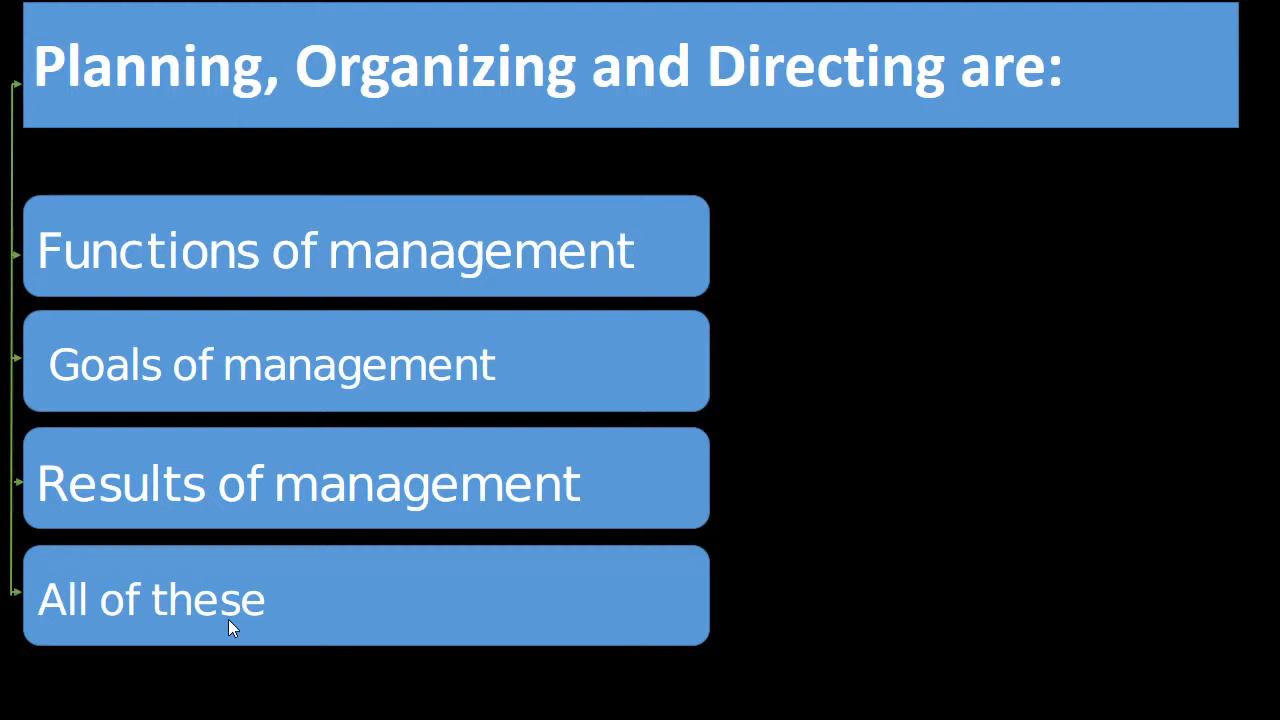 Planning, Organizing and Directing are:
Functions of management
Goals of management
Results of management
All of these